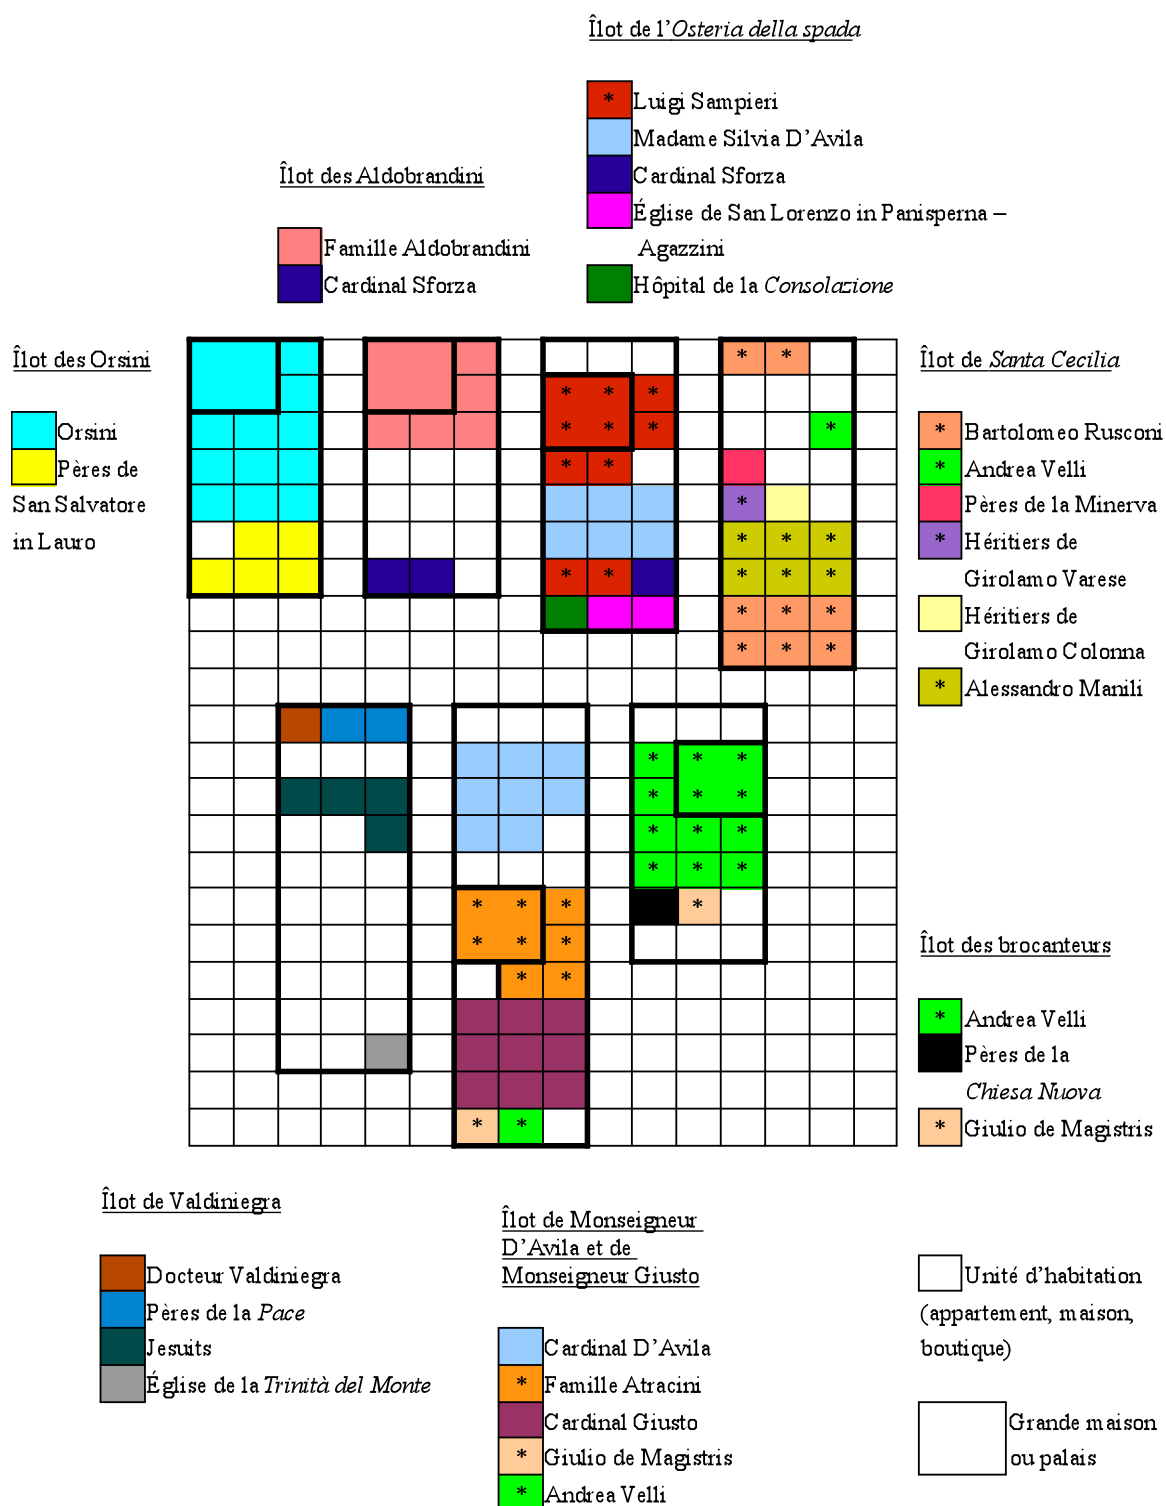 Îlot de l'Osteria della spada
* Luigi Sampieri
Madame Silvia D'Avila
Cardinal Sforza
Église de San Lorenzo in Panisperna –
Agazzini
Hôpital de la Consolazione
Îlot des Aldobrandini
Famille Aldobrandini
Cardinal Sforza
Îlot des Orsini
Orsini
Pères de
San Salvatore
in Lauro
* *
* * *
* * *
*
* *
*
* * *
* * * * *
* * *
* * *
Îlot de Santa Cecilia
* Bartolomeo Rusconi
* Andrea Velli
Pères de la Minerva
* Héritiers de
Girolamo Varese
Héritiers de
Girolamo Colonna
* Alessandro Manili
* * *
* * *
* * *
* * *
* * * *
* * *
* *
* *
Îlot des brocanteurs
* Andrea Velli
Pères de la
Chiesa Nuova
* Giulio de Magistris
Îlot de Valdiniegra
Docteur Valdiniegra
Pères de la Pace
Jesuits
Église de la Trinità del Monte
Îlot de Monseigneur
D'Avila et de
Monseigneur Giusto
Cardinal D'Avila
* Famille Atracini
Cardinal Giusto
* Giulio de Magistris
* Andrea Velli
Unité d'habitation
(appartement, maison,
boutique)
Grande maison
ou palais